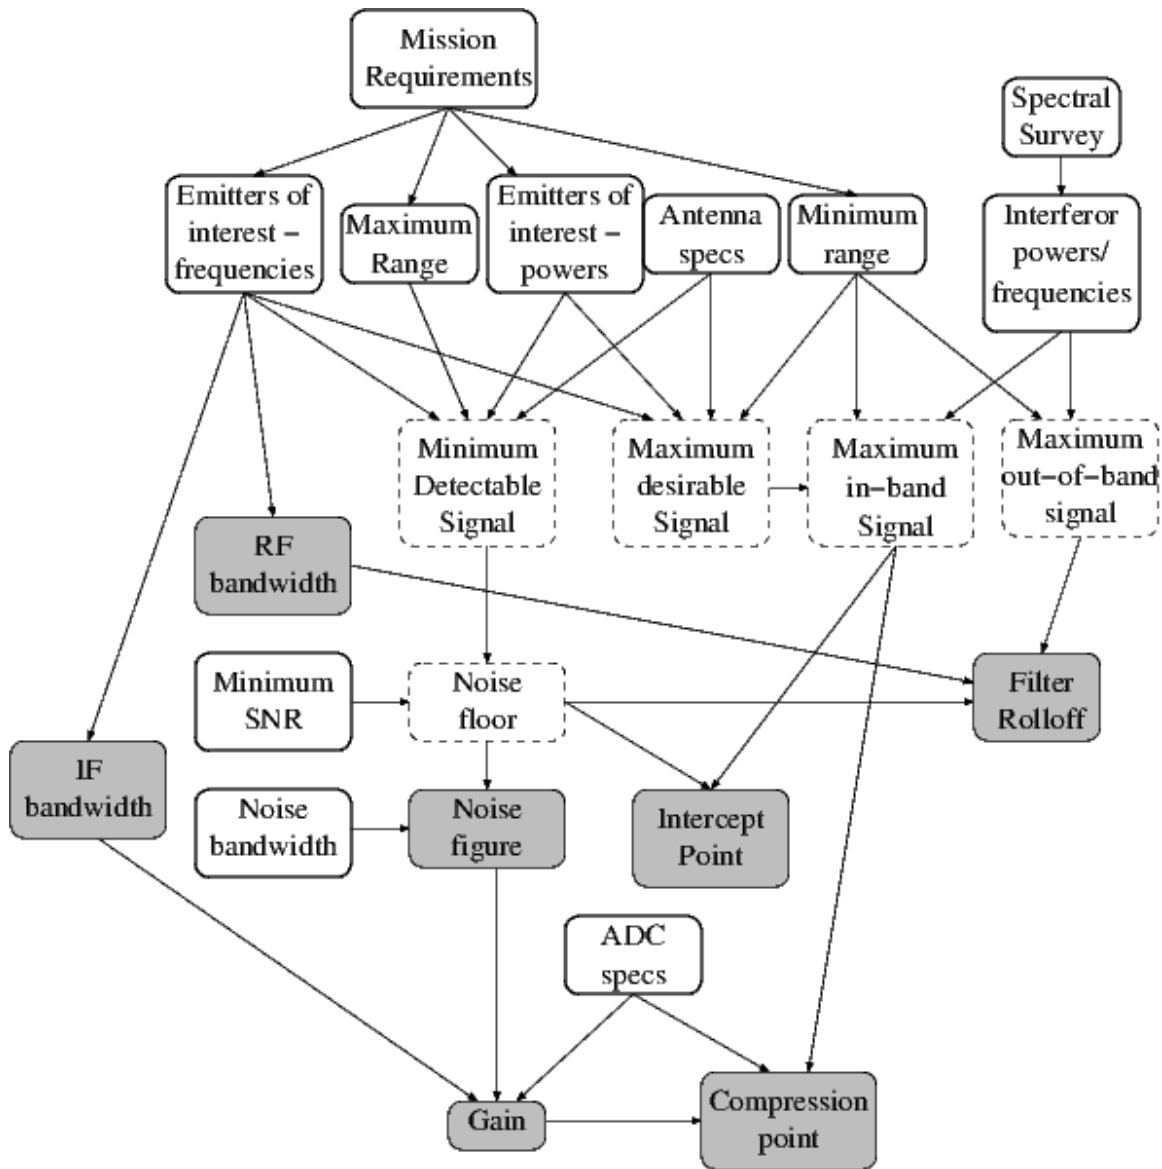 Mission
Requirements
Spectral
Survey
Emitters of
interest –
frequencies
Maximum
Range
Emitters of
interest –
powers
Antenna
specs
Minimum
range
Interferor
powers/
frequencies
Minimum
Detectable
Signal
Maximum
desirable
Signal
Maximum
in–band
Signal
Maximum
out–of–band
signal
RF
bandwidth
Minimum
SNR
Noise
floor
Filter
Rolloff
IF
bandwidth
Noise
bandwidth
Noise
figure
Intercept
Point
ADC
specs
Gain
Compression
point